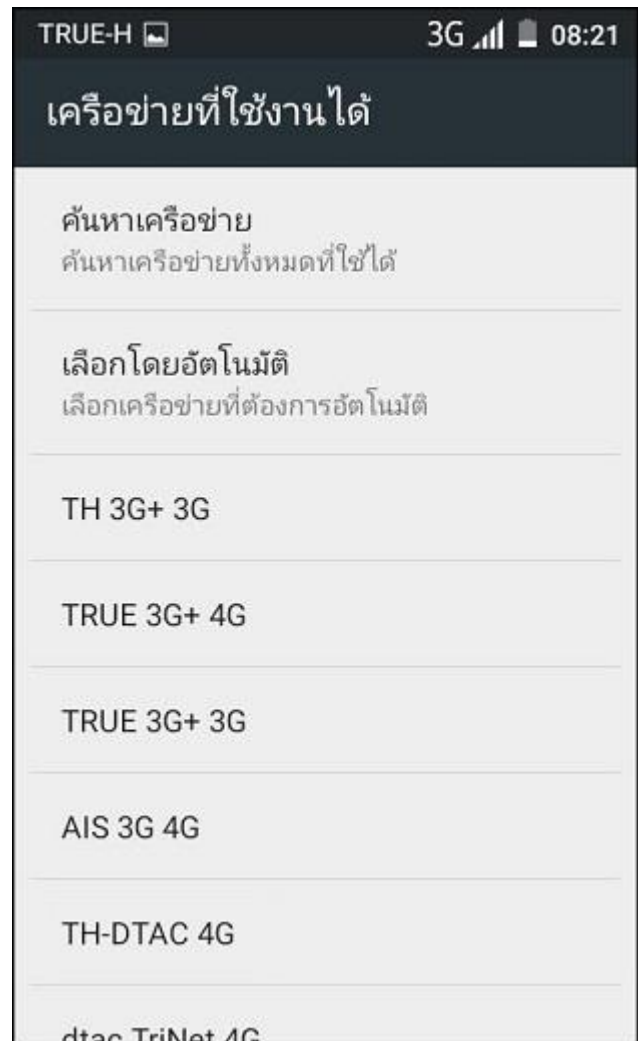 TRUE-H 3G 08:21
เครือข่ายที่ใช้งานได้
ค้นหาเครือข่าย
ค้นหาเครือข่ายทั้งหมดที่ใช้ได้
เลือกโดยอัตโนมัติ
เลือกเครือข่ายที่ต้องการอัตโนมัติ
TH 3G+ 3G
TRUE 3G+ 4G
TRUE 3G+ 3G
AIS 3G 4G
TH-DTAC 4G
dtac TriNet 4G